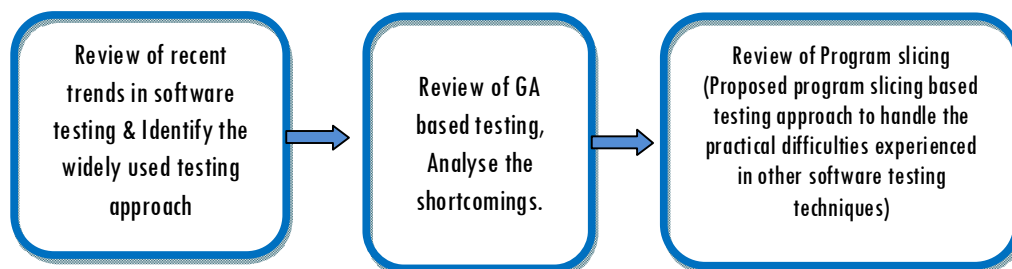 Review of recent
trends in software
testing & Identify the
widely used testing
approach
Review of GA
based testing,
Analyse the
shortcomings.
Review of Program slicing
(Proposed program slicing based
testing approach to handle the
practical difficulties experienced
in other software testing
techniques)